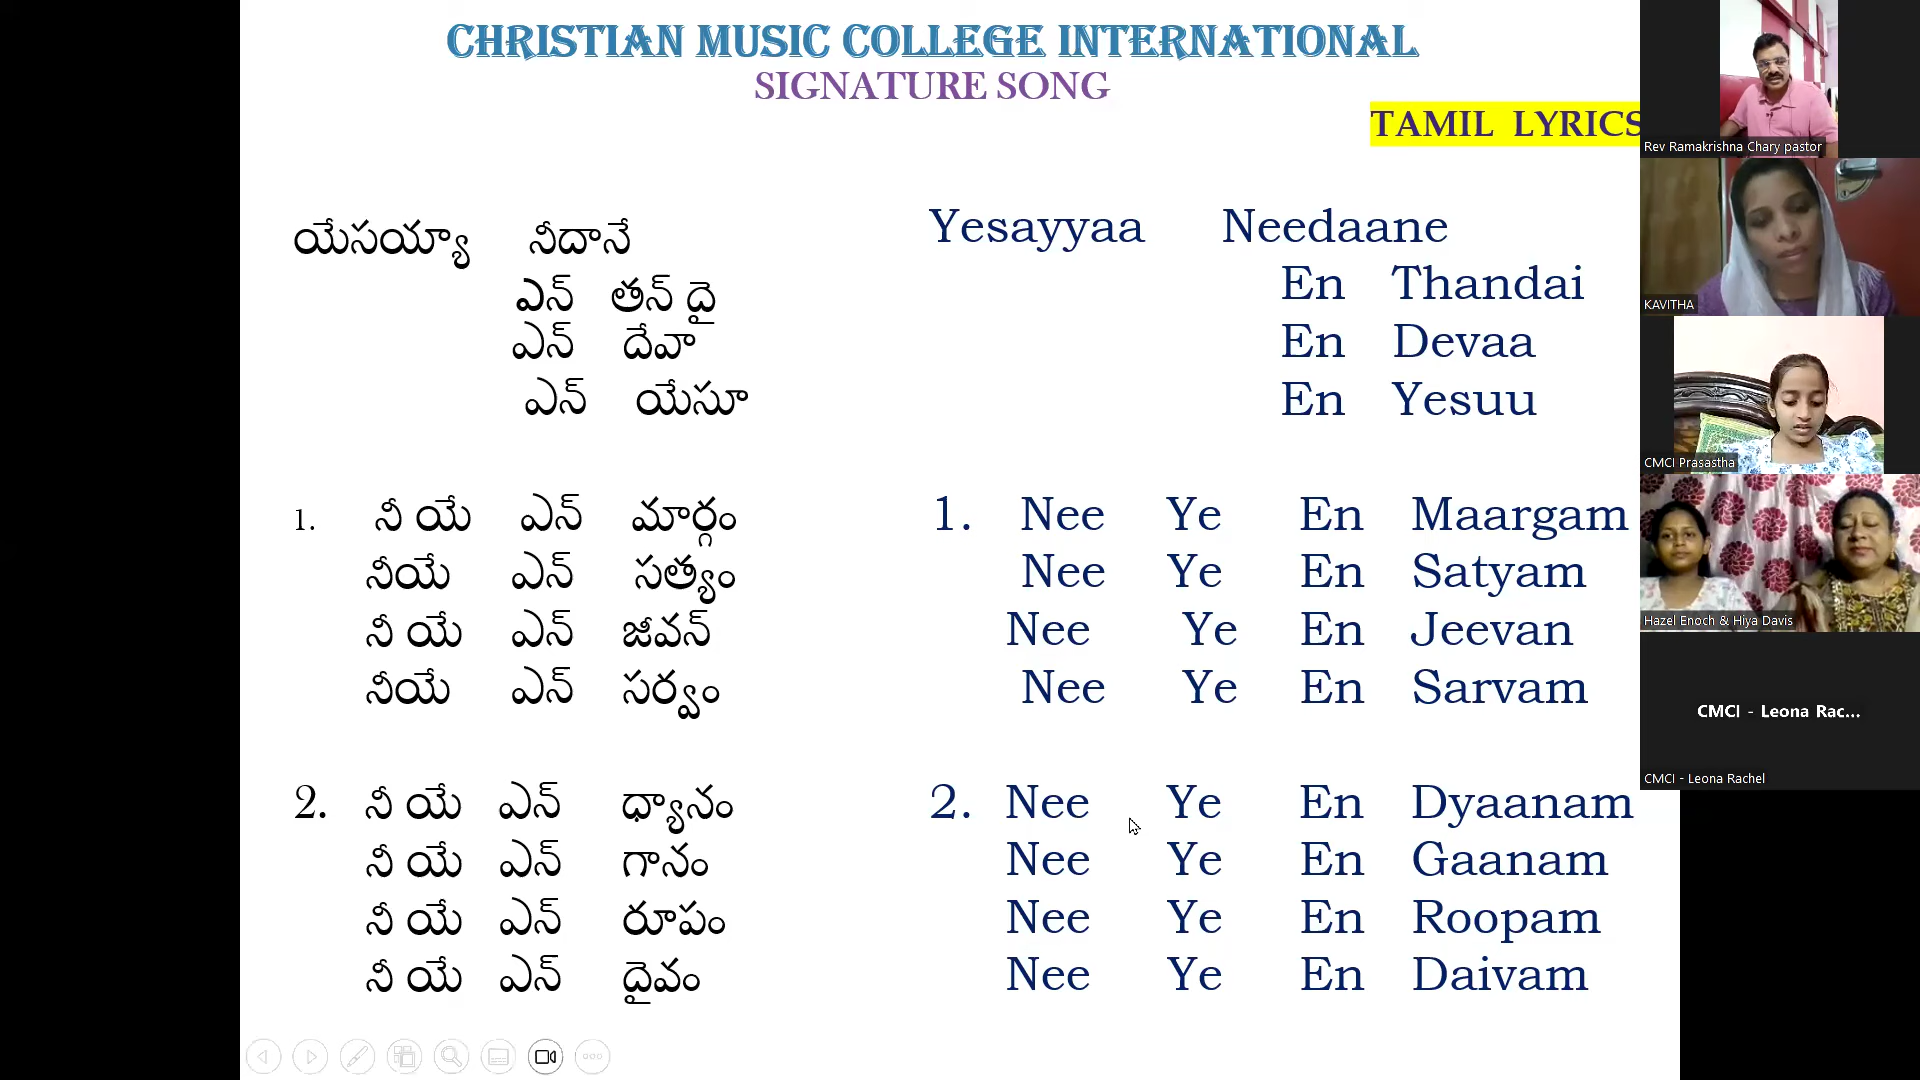 CHRISTIAN MUSIC COLLEGE INTERNATIONAL
SIGNATURE SONG
TAMIL LYRICS
యేసయ్యా నీదానే
ఎన్ తన్ దై
ఎన్ దేవా
ఎన్ యేసూ
1. నీ యే ఎన్ మార్గం
నీయే ఎన్ సత్యం
నీ యే ఎన్ జీవన్
నీయే ఎన్ సర్వం
2. నీ యే ఎన్ ధ్యానం
నీ యే ఎన్ గానం
నీ యే ఎన్ రూపం
నీ యే ఎన్ దైవం
Yesayyaa Needaane
En Thandai
En Devaa
En Yesuu
1. Nee Ye En Maargam
Nee Ye En Satyam
Nee Ye En Jeevan
Nee Ye En Sarvam
2. Nee Ye En Dyaanam
Nee Ye En Gaanam
Nee Ye En Roopam
Nee Ye En Daivam
Rev Ramakrishna Chary pastor
KAVITHA
CMCI Prasastha
Hazel Enoch & Hiya Davis
CMCI - Leona Rac...
CMCI - Leona Rachel